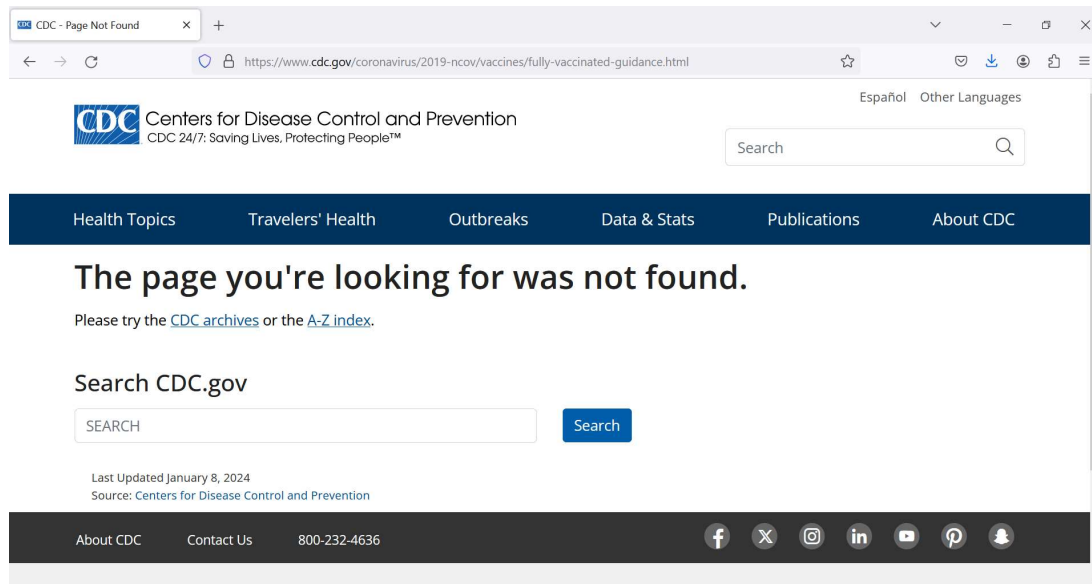 CDC - Page Not Found
https://www.cdc.gov/coronavirus/2019-ncov/vaccines/fully-vaccinated-guidance.html
Español Other Languages
CDC Centers for Disease Control and Prevention
CDC 24/7: Saving Lives, Protecting People™
Search
Health Topics Travelers' Health Outbreaks Data & Stats Publications About CDC
The page you're looking for was not found.
Please try the CDC archives or the A-Z index.
Search CDC.gov
SEARCH Search
Last Updated January 8, 2024
Source: Centers for Disease Control and Prevention
About CDC Contact Us 800-232-4636